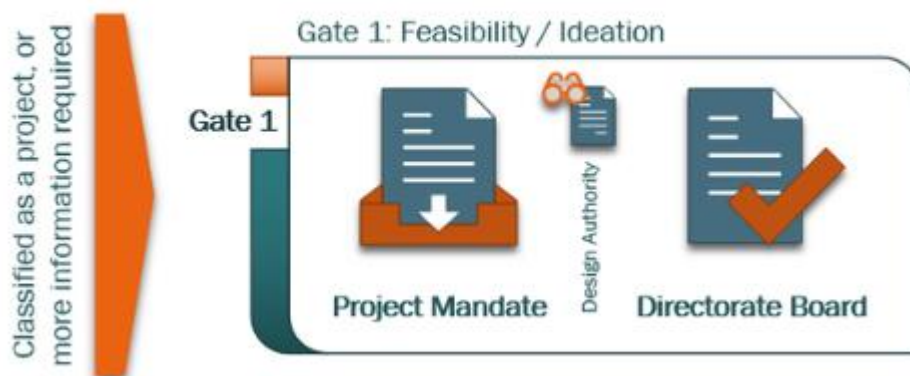 Classified as a project, or
more information required
Gate 1: Feasibility / Ideation
Gate 1
Design Authority
Project Mandate
Directorate Board